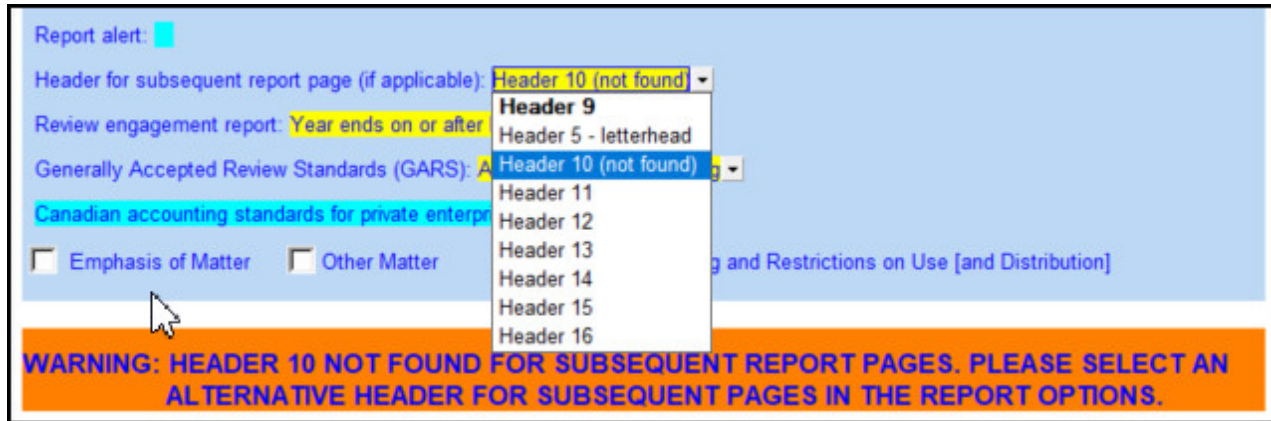 Report alert:
Header for subsequent report page (if applicable): Header 10 (not found)
Header 9
Review engagement report: Year ends on or after
Header 5 - letterhead
Generally Accepted Review Standards (GARS): A
Header 10 (not found)
Header 11
Canadian accounting standards for private enterpr
Header 12
Header 13
Emphasis of Matter Other Matter g and Restrictions on Use [and Distribution]
Header 14
Header 15
Header 16
WARNING: HEADER 10 NOT FOUND FOR SUBSEQUENT REPORT PAGES. PLEASE SELECT AN
ALTERNATIVE HEADER FOR SUBSEQUENT PAGES IN THE REPORT OPTIONS.